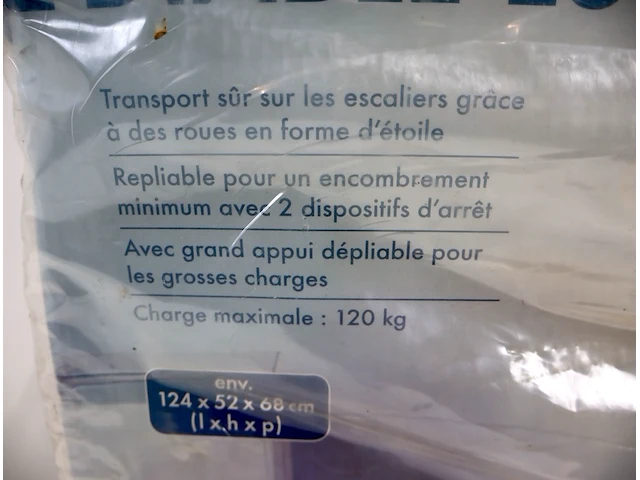 Transport sûr sur les escaliers grâce
à des roues en forme d'étoile
Repliable pour un encombrement
minimum avec 2 dispositifs d'arrêt
Avec grand appui dépliable pour
les grosses charges
Charge maximale : 120 kg
env.
124 x 52 x 68 cm
(l x h x p)